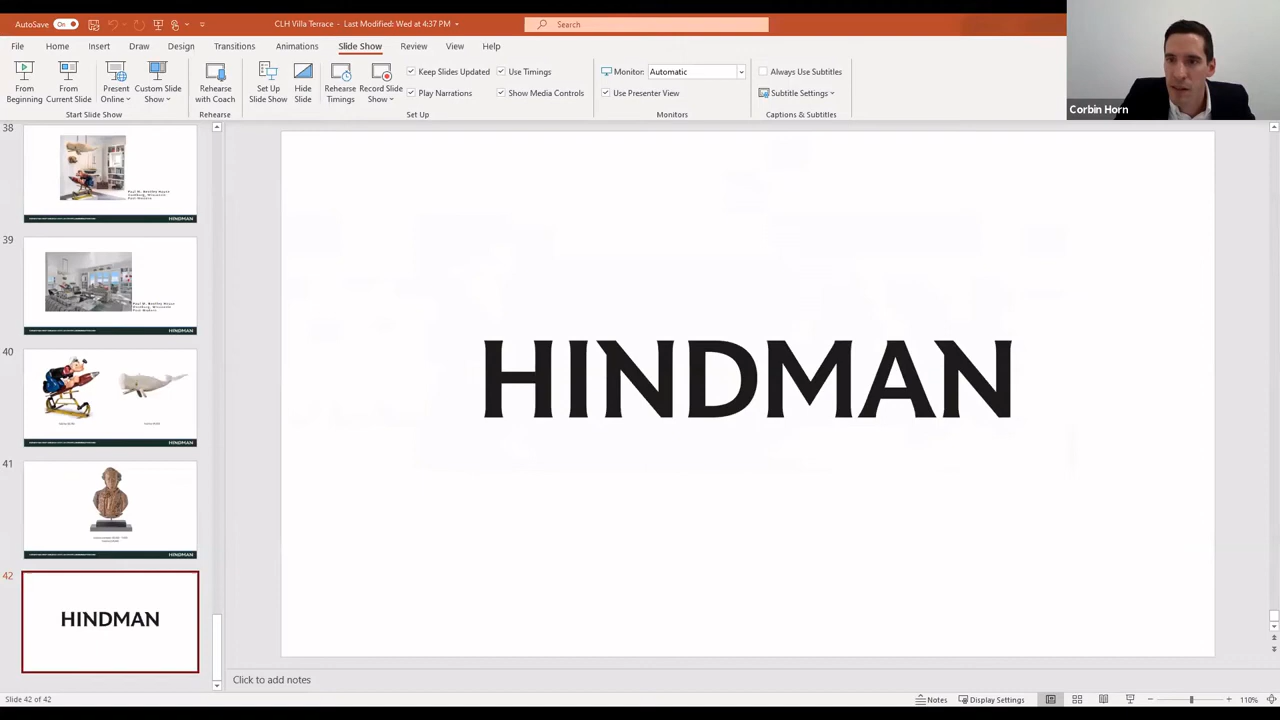 AutoSave On CLH Villa Terrace – Last Modified: Wed at 4:37 PM Search
File Home Insert Draw Design Transitions Animations Slide Show Review View Help
From Beginning
From Current Slide
Present Online
Custom Slide Show
Rehearse with Coach
Set Up Slide Show
Hide Slide
Rehearse Timings
Record Slide Show
Keep Slides Updated
Play Narrations
Use Timings
Show Media Controls
Monitor: Automatic
Use Presenter View
Always Use Subtitles
Subtitle Settings
Start Slide Show Rehearse Set Up Monitors Captions & Subtitles
Corbin Horn
38
HINDMAN
39
HINDMAN
40
HINDMAN
41
HINDMAN
42
HINDMAN
HINDMAN
Click to add notes
Slide 42 of 42 Notes Display Settings 110%